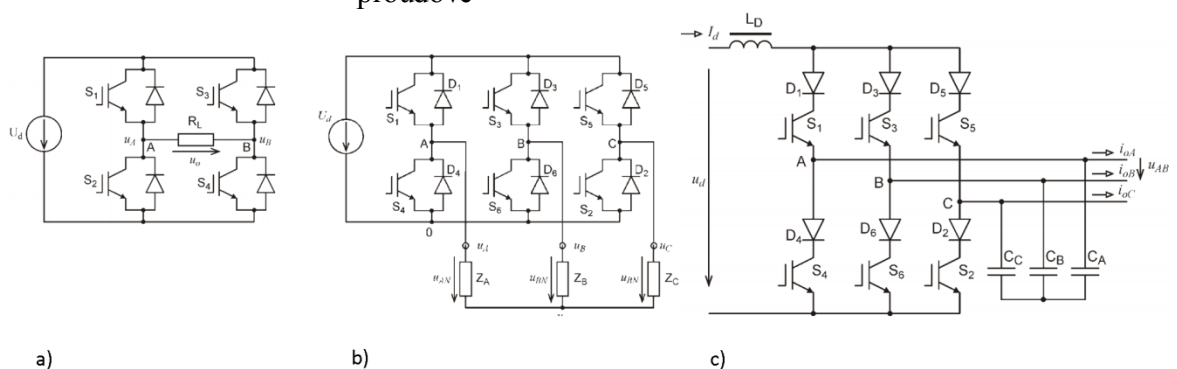 proudové
U_d
S_1
S_3
R_L
u_A
A
B
u_B
u_o
S_2
S_4
a)
U_d
D_1
D_3
D_5
S_1
S_3
S_5
A
B
C
D_4
D_6
D_2
S_4
S_6
S_2
0
u_A
u_B
u_C
u_AN
Z_A
u_BN
Z_B
u_BN
Z_C
b)
I_d
L_D
D_1
D_3
D_5
S_1
S_3
S_5
A
B
C
i_oA
i_oB
i_oC
u_AB
u_d
D_4
D_6
D_2
S_4
S_6
S_2
C_C
C_B
C_A
c)